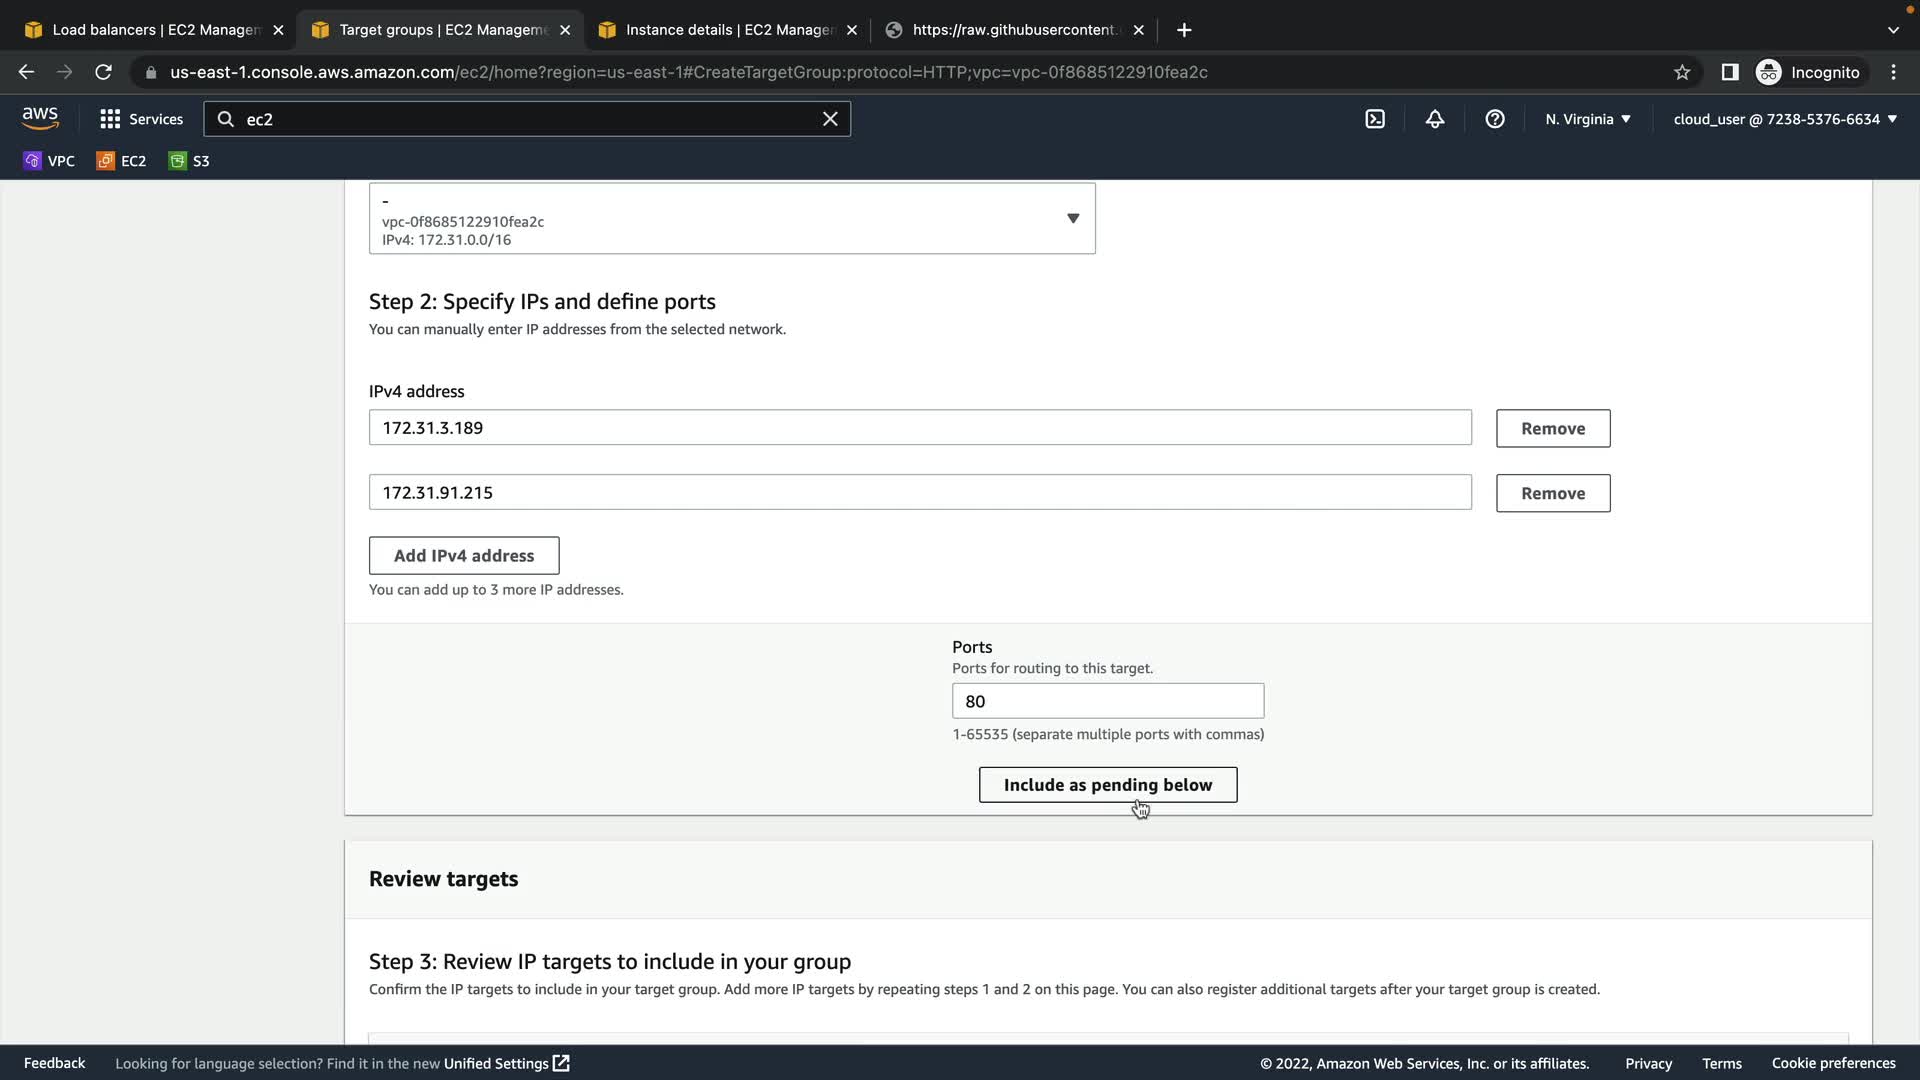 Load balancers | EC2 Managem
Target groups | EC2 Manageme
Instance details | EC2 Manager
https://raw.githubusercontent.
us-east-1.console.aws.amazon.com/ec2/home?region=us-east-1#CreateTargetGroup:protocol=HTTP;vpc=vpc-0f8685122910fea2c
Incognito
aws
Services
ec2
N. Virginia
cloud_user @ 7238-5376-6634
VPC
EC2
S3
-
vpc-0f8685122910fea2c
IPv4: 172.31.0.0/16
Step 2: Specify IPs and define ports
You can manually enter IP addresses from the selected network.
IPv4 address
172.31.3.189
Remove
172.31.91.215
Remove
Add IPv4 address
You can add up to 3 more IP addresses.
Ports
Ports for routing to this target.
80
1-65535 (separate multiple ports with commas)
Include as pending below
Review targets
Step 3: Review IP targets to include in your group
Confirm the IP targets to include in your target group. Add more IP targets by repeating steps 1 and 2 on this page. You can also register additional targets after your target group is created.
Feedback
Looking for language selection? Find it in the new Unified Settings
© 2022, Amazon Web Services, Inc. or its affiliates.
Privacy
Terms
Cookie preferences